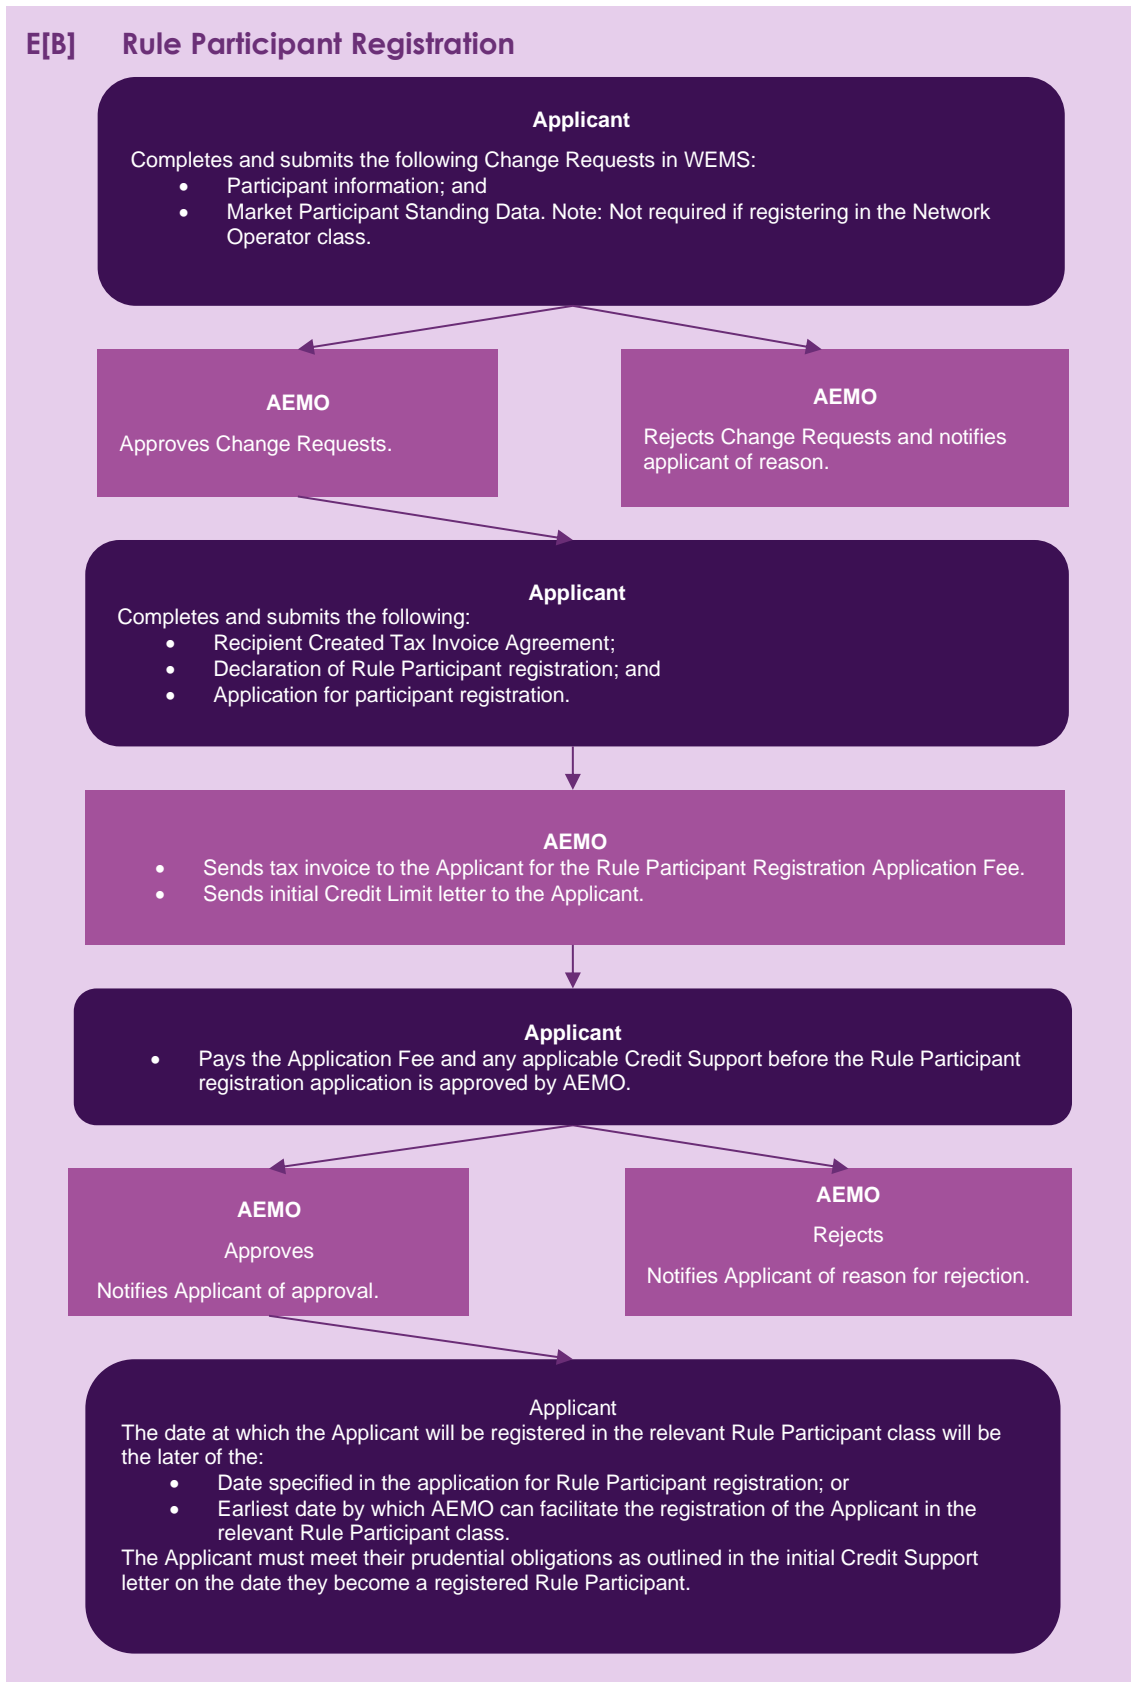 E[B] Rule Participant Registration
Applicant
Completes and submits the following Change Requests in WEMS:
• Participant information; and
• Market Participant Standing Data. Note: Not required if registering in the Network
Operator class.
AEMO
Approves Change Requests.
AEMO
Rejects Change Requests and notifies
applicant of reason.
Applicant
Completes and submits the following:
• Recipient Created Tax Invoice Agreement;
• Declaration of Rule Participant registration; and
• Application for participant registration.
AEMO
• Sends tax invoice to the Applicant for the Rule Participant Registration Application Fee.
• Sends initial Credit Limit letter to the Applicant.
Applicant
• Pays the Application Fee and any applicable Credit Support before the Rule Participant
registration application is approved by AEMO.
AEMO
Approves
Notifies Applicant of approval.
AEMO
Rejects
Notifies Applicant of reason for rejection.
Applicant
The date at which the Applicant will be registered in the relevant Rule Participant class will be
the later of the:
• Date specified in the application for Rule Participant registration; or
• Earliest date by which AEMO can facilitate the registration of the Applicant in the
relevant Rule Participant class.
The Applicant must meet their prudential obligations as outlined in the initial Credit Support
letter on the date they become a registered Rule Participant.